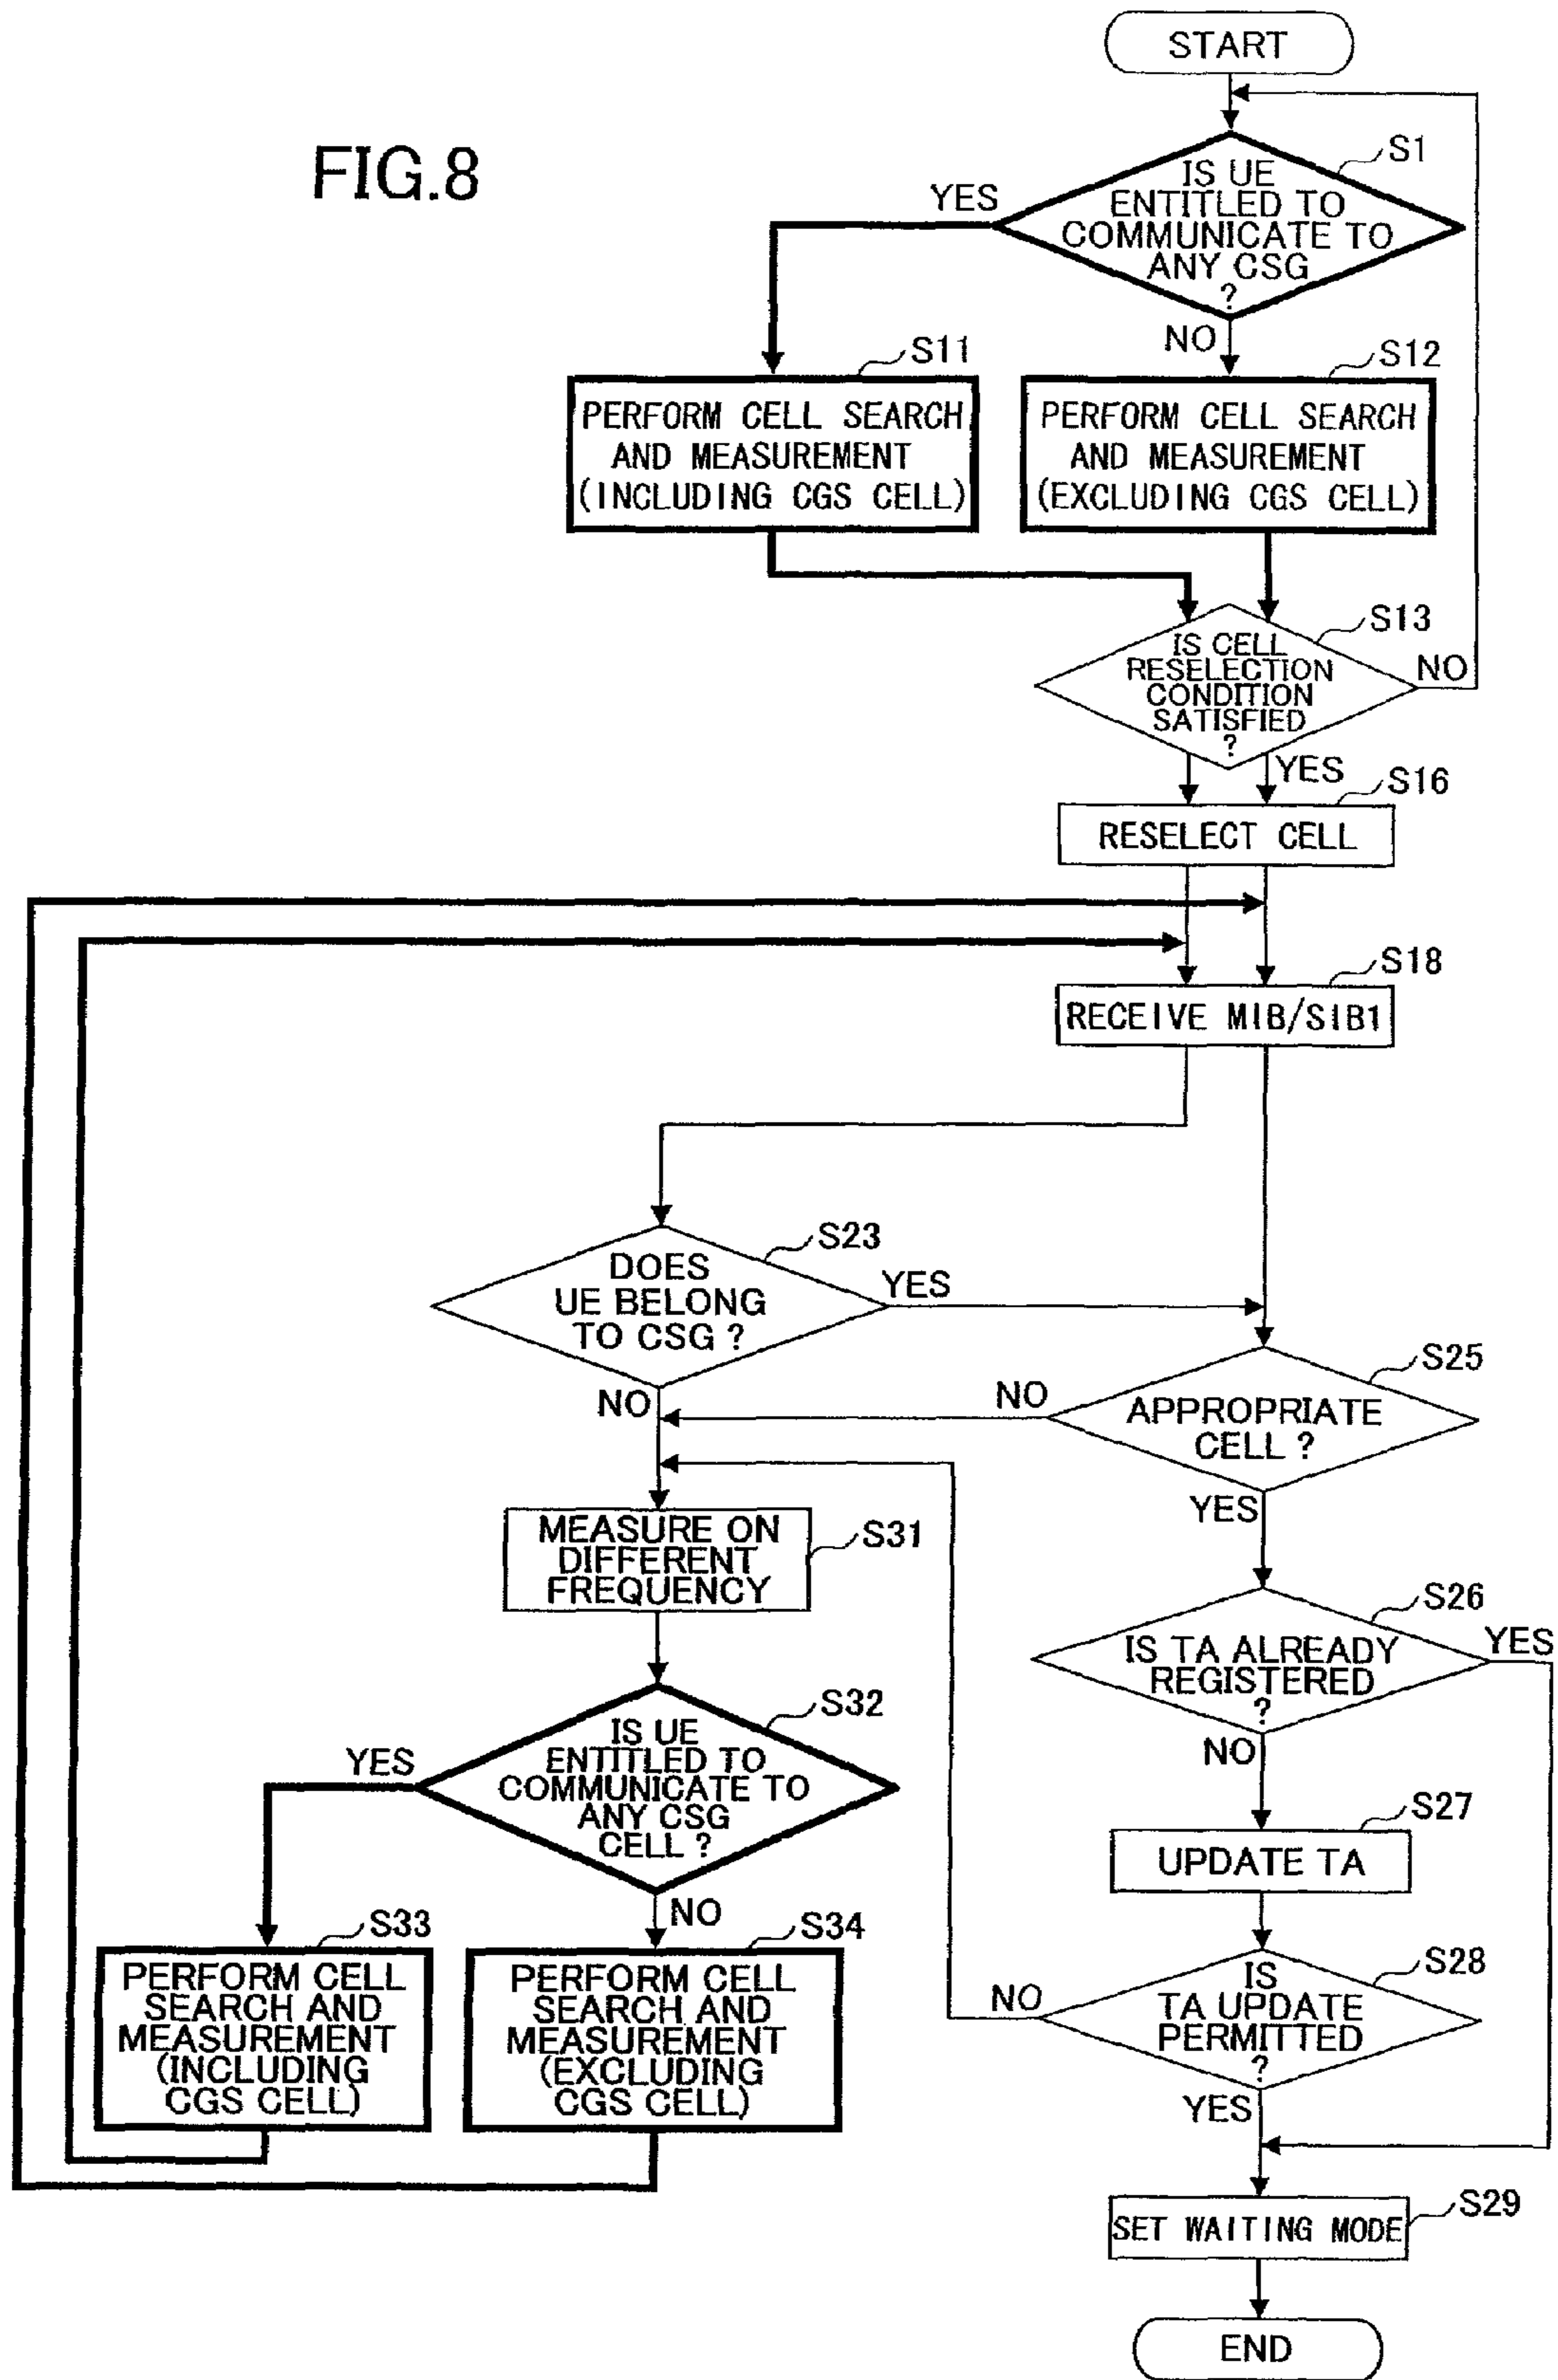 START
FIG.8
S1
IS UE
ENTITLED TO
COMMUNICATE TO
ANY CSG
?
YES
NO
S11
PERFORM CELL SEARCH
AND MEASUREMENT
(INCLUDING CGS CELL)
S12
PERFORM CELL SEARCH
AND MEASUREMENT
(EXCLUDING CGS CELL)
S13
IS CELL
RESELECTION
CONDITION
SATISFIED
?
NO
YES
S16
RESELECT CELL
S18
RECEIVE MIB/SIB1
S23
DOES
UE BELONG
TO CSG ?
YES
NO
S25
APPROPRIATE
CELL ?
NO
YES
S31
MEASURE ON
DIFFERENT
FREQUENCY
S26
IS TA ALREADY
REGISTERED
?
YES
NO
S32
IS UE
ENTITLED TO
COMMUNICATE TO
ANY CSG
CELL ?
YES
NO
S27
UPDATE TA
S33
PERFORM CELL
SEARCH AND
MEASUREMENT
(INCLUDING
CGS CELL)
S34
PERFORM CELL
SEARCH AND
MEASUREMENT
(EXCLUDING
CGS CELL)
S28
IS
TA UPDATE
PERMITTED
?
NO
YES
S29
SET WAITING MODE
END